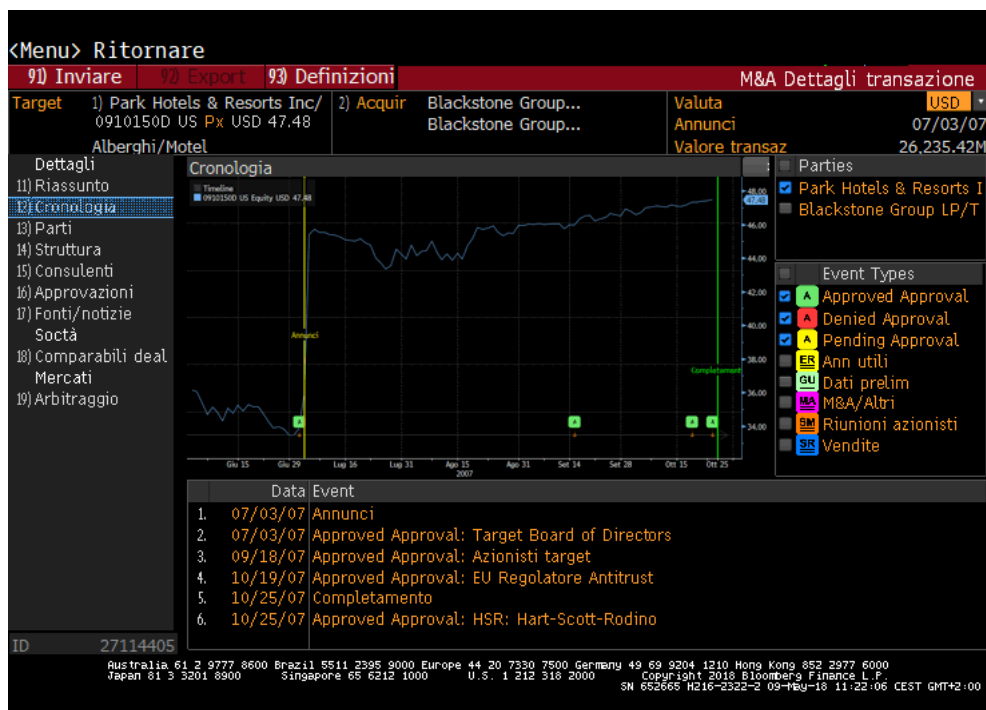 <Menu> Ritornare
91) Inviare 92) Export 93) Definizioni M&A Dettagli transazione
Target 1) Park Hotels & Resorts Inc/ 2) Acquir Blackstone Group... Valuta USD
0910150D US Px USD 47.48 Blackstone Group... Annunci 07/03/07
Alberghi/Motel Valore transaz 26,235.42M
Dettagli
11) Riassunto
12) Cronologia
13) Parti
14) Struttura
15) Consulenti
16) Approvazioni
17) Fonti/notizie
Soctà
18) Comparabili deal
Mercati
19) Arbitraggio
ID 27114405
Cronologia
Timeline
0910150D US Equity USD 47.48
Annunci
Completament
48.00
47.48
46.00
44.00
42.00
40.00
38.00
36.00
34.00
A A A A
Giu 15 Giu 29 Lug 16 Lug 31 Ago 15 Ago 31 Set 14 Set 28 Ott 15 Ott 25
2007
Parties
Park Hotels & Resorts I
Blackstone Group LP/T
Event Types
A Approved Approval
A Denied Approval
A Pending Approval
ER Ann utili
GU Dati prelim
MA M&A/Altri
SM Riunioni azionisti
SR Vendite
Data Event
1. 07/03/07 Annunci
2. 07/03/07 Approved Approval: Target Board of Directors
3. 09/18/07 Approved Approval: Azionisti target
4. 10/19/07 Approved Approval: EU Regolatore Antitrust
5. 10/25/07 Completamento
6. 10/25/07 Approved Approval: HSR: Hart-Scott-Rodino
Australia 61 2 9777 8600 Brazil 5511 2395 9000 Europe 44 20 7330 7500 Germany 49 69 9204 1210 Hong Kong 852 2977 6000
Japan 81 3 3201 8900 Singapore 65 6212 1000 U.S. 1 212 318 2000 Copyright 2018 Bloomberg Finance L.P.
SN 652665 H216-2322-2 09-May-18 11:22:06 CEST GMT+2:00